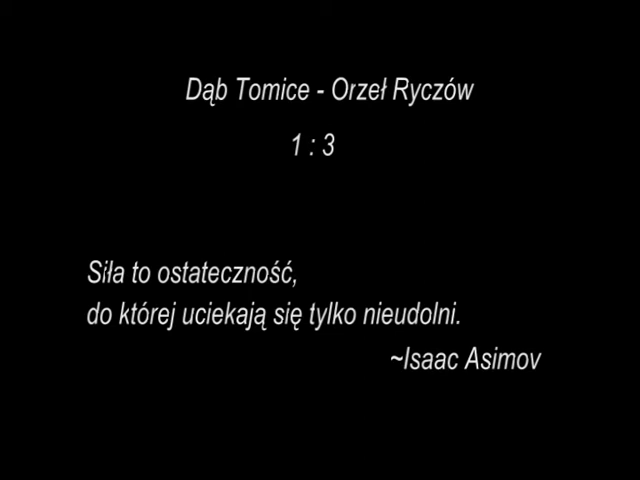 Dąb Tomice - Orzeł Ryczów
1 : 3
Siła to ostateczność,
do której uciekają się tylko nieudolni.
~Isaac Asimov